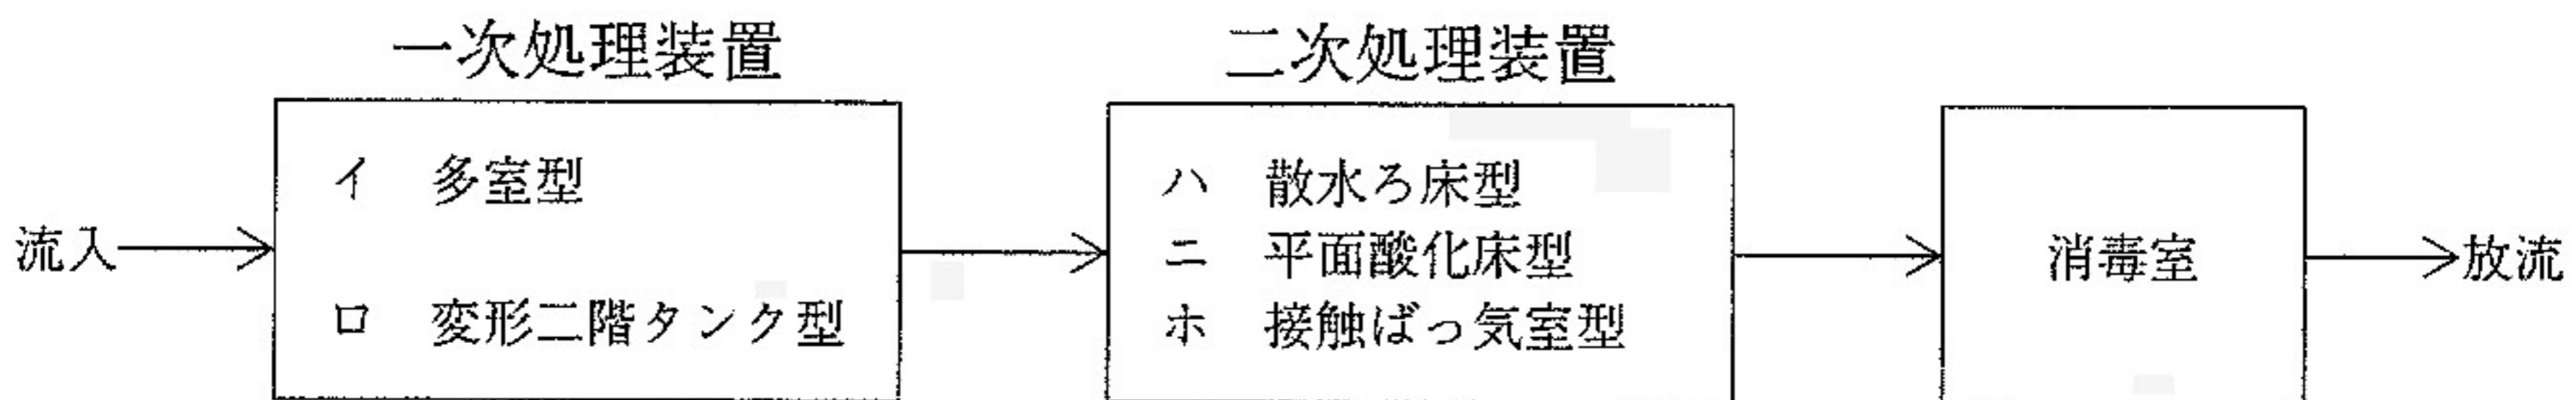 一次処理装置
二次処理装置
流入
イ 多室型
ロ 変形二階タンク型
ハ 散水ろ床型
ニ 平面酸化床型
ホ 接触ばっ気室型
消毒室
放流